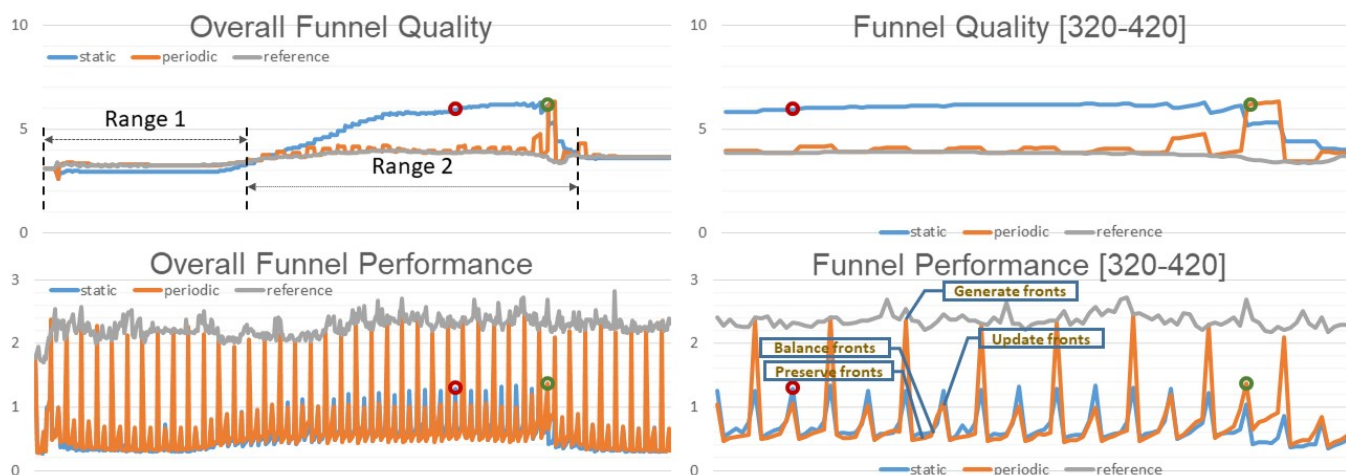 10
Overall Funnel Quality
static periodic reference
Range 1
5
Range 2
0
10
Funnel Quality [320-420]
5
0
static periodic reference
3
Overall Funnel Performance
static periodic reference
2
1
0
3
Funnel Performance [320-420]
Generate fronts
2
Update fronts
Balance fronts
Preserve fronts
1
0
static periodic reference